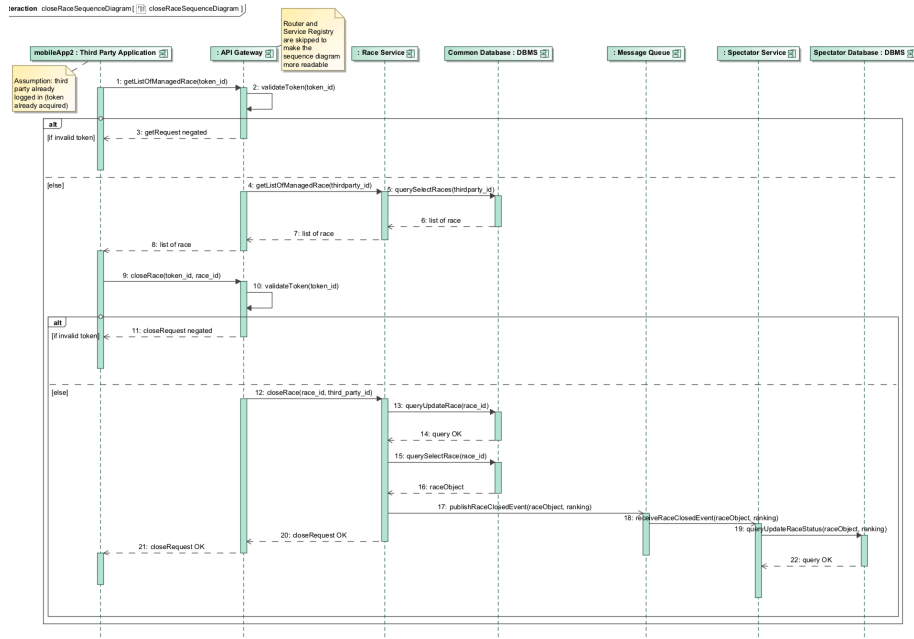 teraction closeRaceSequenceDiagram [ closeRaceSequenceDiagram ]
Router and
Service Registry
are skipped to
make the
sequence diagram
more readable
mobileApp2 : Third Party Application
: API Gateway
: Race Service
Common Database : DBMS
: Message Queue
: Spectator Service
Spectator Database : DBMS
Assumption: third
party already
logged in (token
already acquired)
1: getListOfManagedRace(token_id)
2: validateToken(token_id)
alt
[if invalid token]
3: getRequest negated
[else]
4: getListOfManagedRace(thirdparty_id)
5: querySelectRaces(thirdparty_id)
6: list of race
7: list of race
8: list of race
9: closeRace(token_id, race_id)
10: validateToken(token_id)
alt
[if invalid token]
11: closeRequest negated
[else]
12: closeRace(race_id, third_party_id)
13: queryUpdateRace(race_id)
14: query OK
15: querySelectRace(race_id)
16: raceObject
17: publishRaceClosedEvent(raceObject, ranking)
18: receiveRaceClosedEvent(raceObject, ranking)
19: queryUpdateRaceStatus(raceObject, ranking)
20: closeRequest OK
21: closeRequest OK
22: query OK